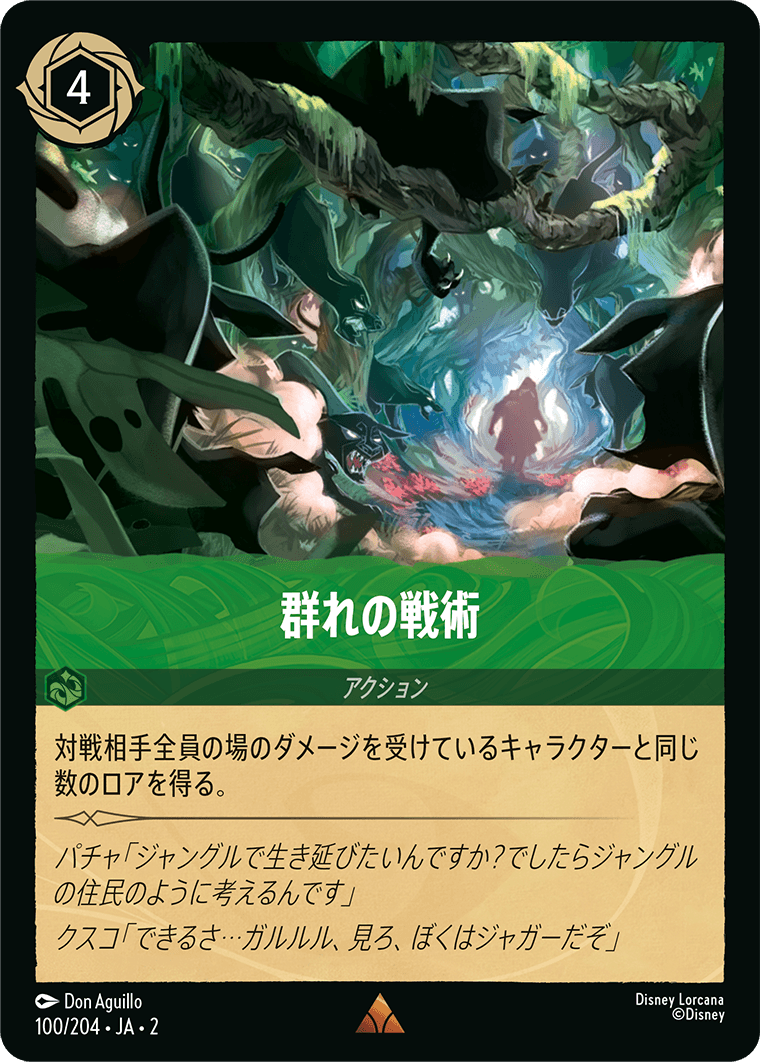 4
群れの戦術
アクション
対戦相手全員の場のダメージを受けているキャラクターと同じ
数のロアを得る。
パチャ「ジャングルで生き延びたいんですか?でしたらジャングル
の住民のように考えるんです」
クスコ「できるさ…ガルルル、見ろ、ぼくはジャガーだぞ」
Don Aguillo
100/204 • JA • 2
Disney Lorcana
©Disney